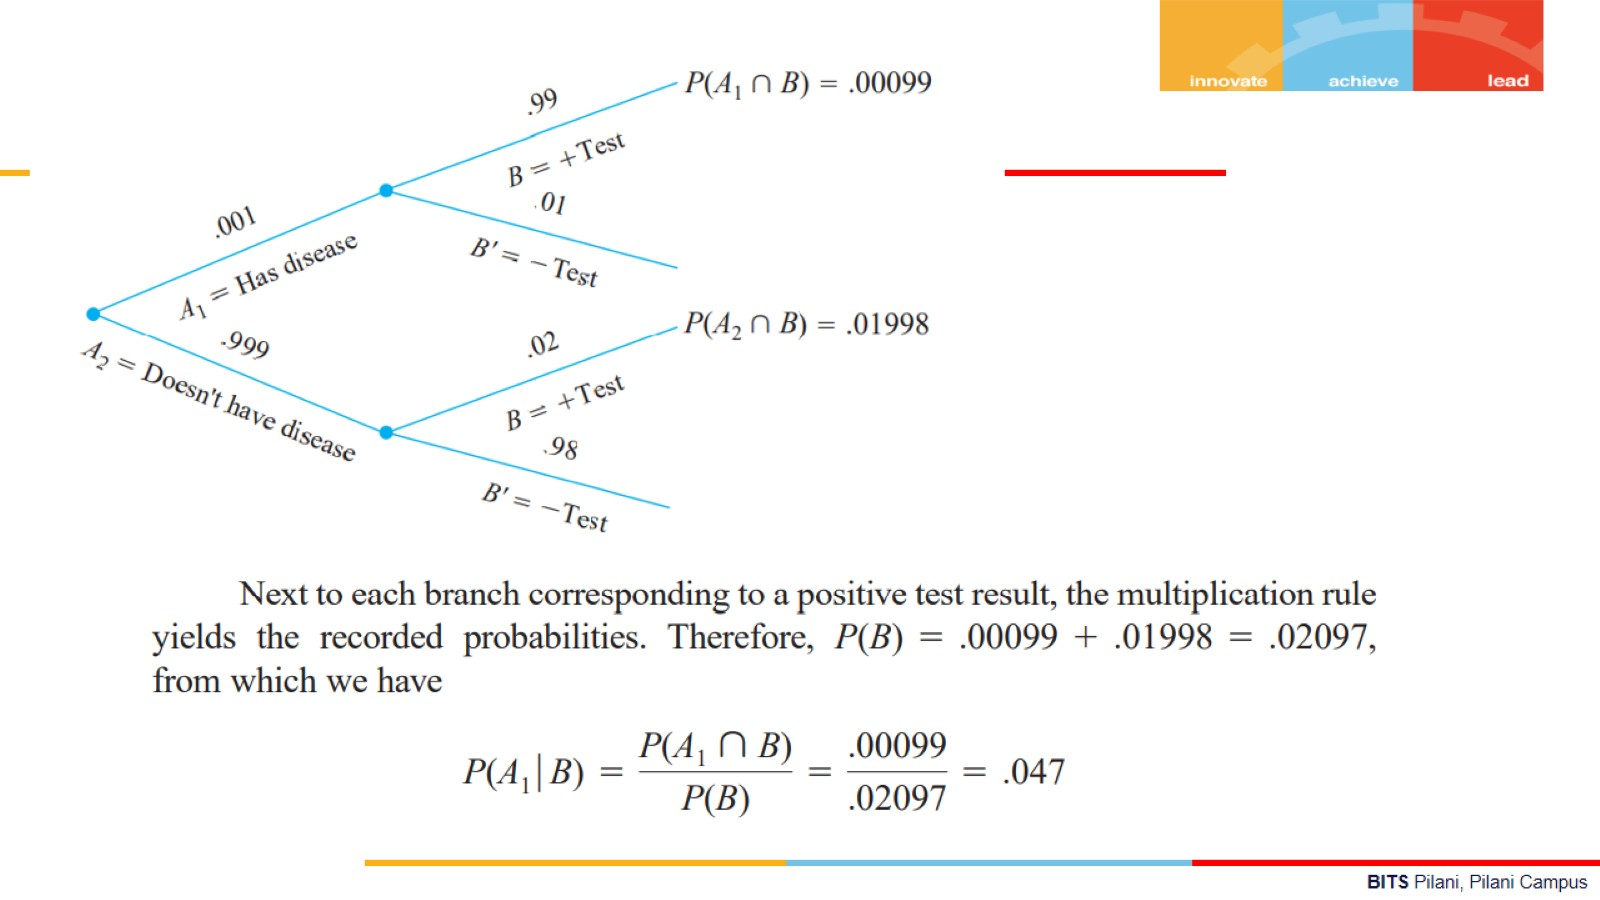 innovate achieve lead
.99
P(A₁ ∩ B) = .00099
B = +Test
.01
.001
B′ = − Test
A₁ = Has disease
.999
.02
P(A₂ ∩ B) = .01998
A₂ = Doesn't have disease
B = +Test
.98
B′ = −Test
Next to each branch corresponding to a positive test result, the multiplication rule
yields the recorded probabilities. Therefore, P(B) = .00099 + .01998 = .02097,
from which we have
P(A₁|B) = P(A₁ ∩ B) / P(B) = .00099 / .02097 = .047
BITS Pilani, Pilani Campus